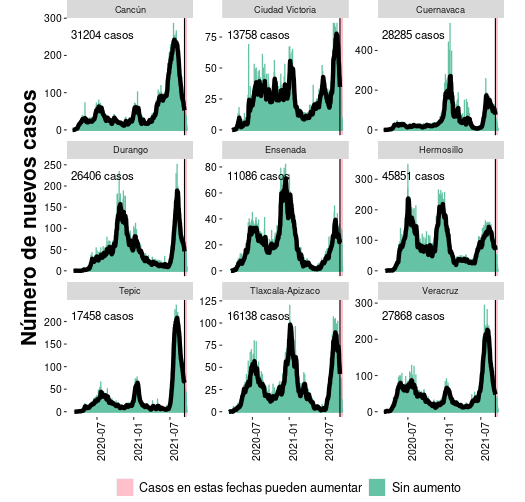 Número de nuevos casos
Cancún
Ciudad Victoria
Cuernavaca
300
200
100
0
31204 casos
75
50
25
0
13758 casos
400
200
0
28285 casos
Durango
Ensenada
Hermosillo
250
200
150
100
50
0
26406 casos
80
60
40
20
0
11086 casos
300
200
100
0
45851 casos
Tepic
Tlaxcala-Apizaco
Veracruz
200
150
100
50
0
17458 casos
125
100
75
50
25
0
16138 casos
300
200
100
0
27868 casos
2020-07
2021-01
2021-07
2020-07
2021-01
2021-07
2020-07
2021-01
2021-07
Casos en estas fechas pueden aumentar
Sin aumento